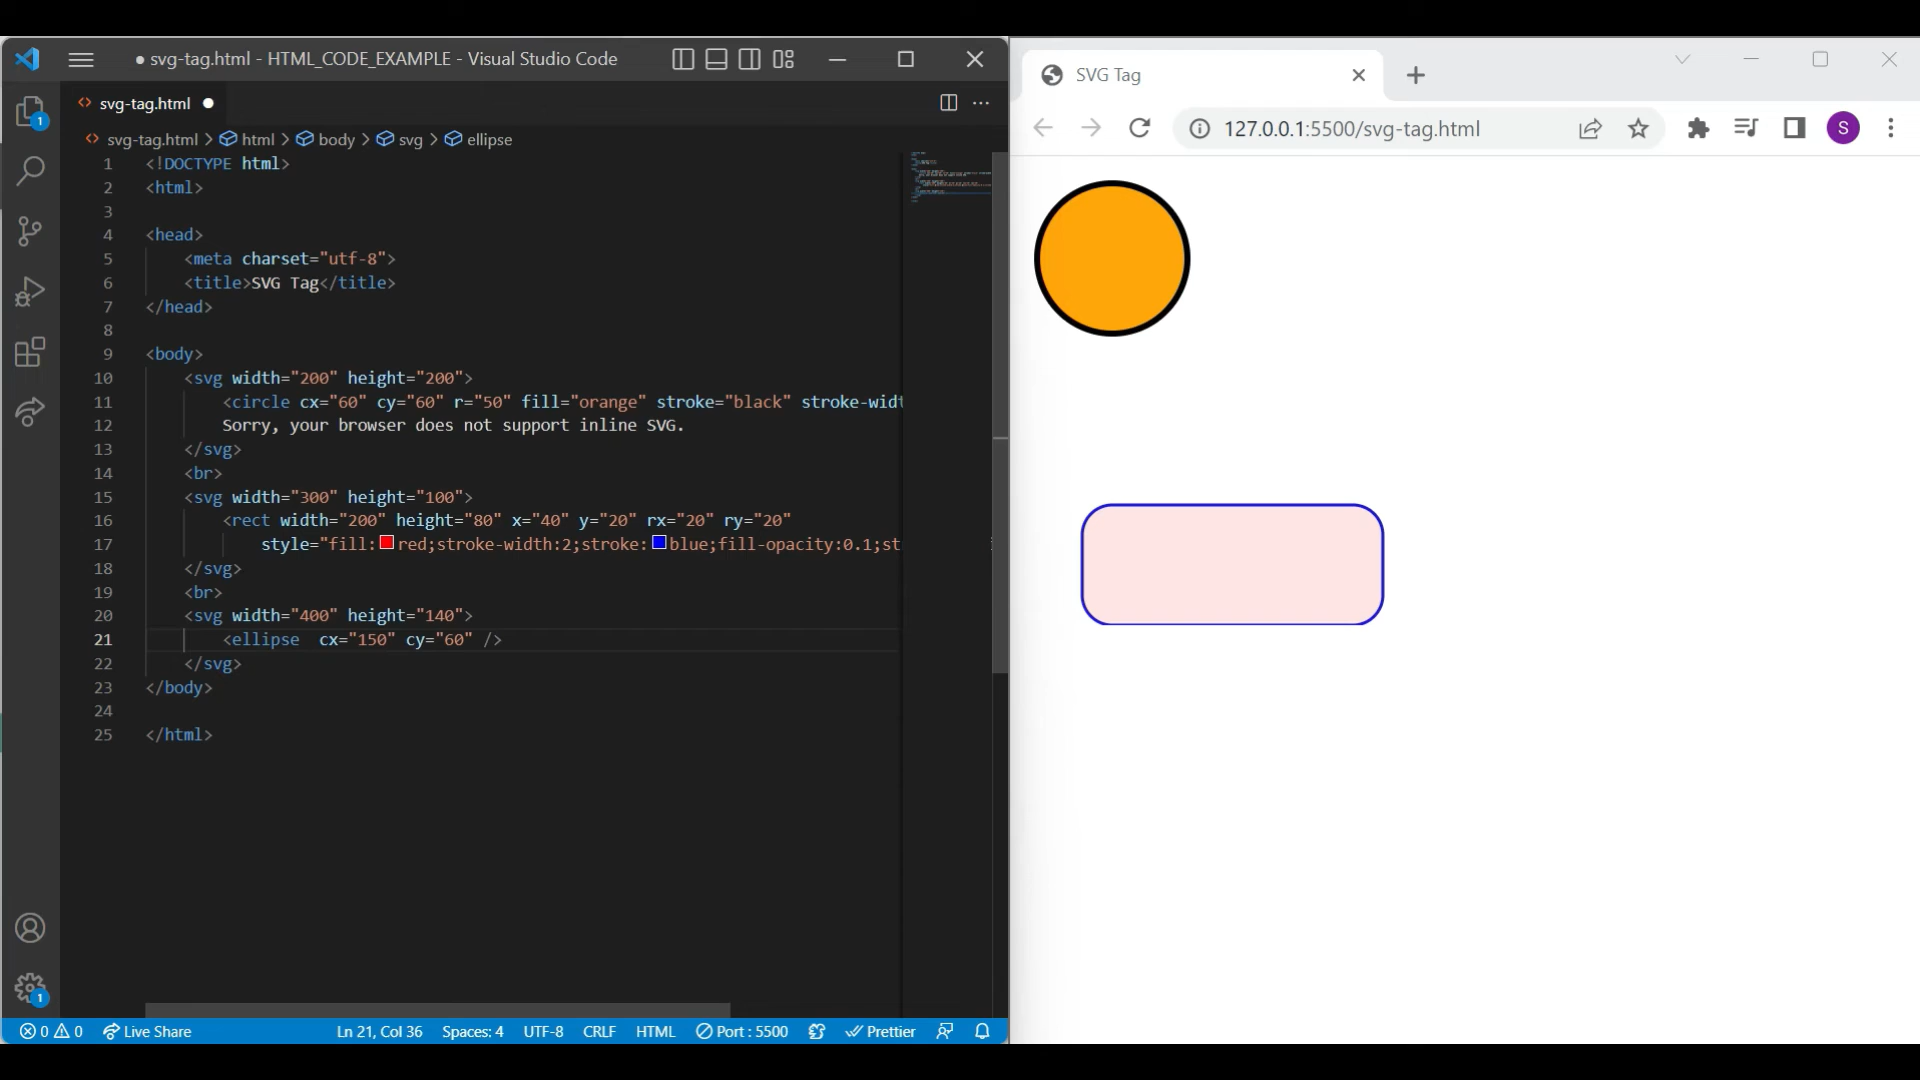 ● svg-tag.html - HTML_CODE_EXAMPLE - Visual Studio Code
svg-tag.html ●
svg-tag.html > html > body > svg > ellipse
1 <!DOCTYPE html>
2 <html>
3
4 <head>
5 <meta charset="utf-8">
6 <title>SVG Tag</title>
7 </head>
8
9 <body>
10 <svg width="200" height="200">
11 <circle cx="60" cy="60" r="50" fill="orange" stroke="black" stroke-widt
12 Sorry, your browser does not support inline SVG.
13 </svg>
14 <br>
15 <svg width="300" height="100">
16 <rect width="200" height="80" x="40" y="20" rx="20" ry="20"
17 style="fill:red;stroke-width:2;stroke:blue;fill-opacity:0.1;st
18 </svg>
19 <br>
20 <svg width="400" height="140">
21 <ellipse  cx="150" cy="60" />
22 </svg>
23 </body>
24
25 </html>
1
1
0 0 Live Share Ln 21, Col 36 Spaces: 4 UTF-8 CRLF HTML Port : 5500 Prettier
SVG Tag
127.0.0.1:5500/svg-tag.html
S